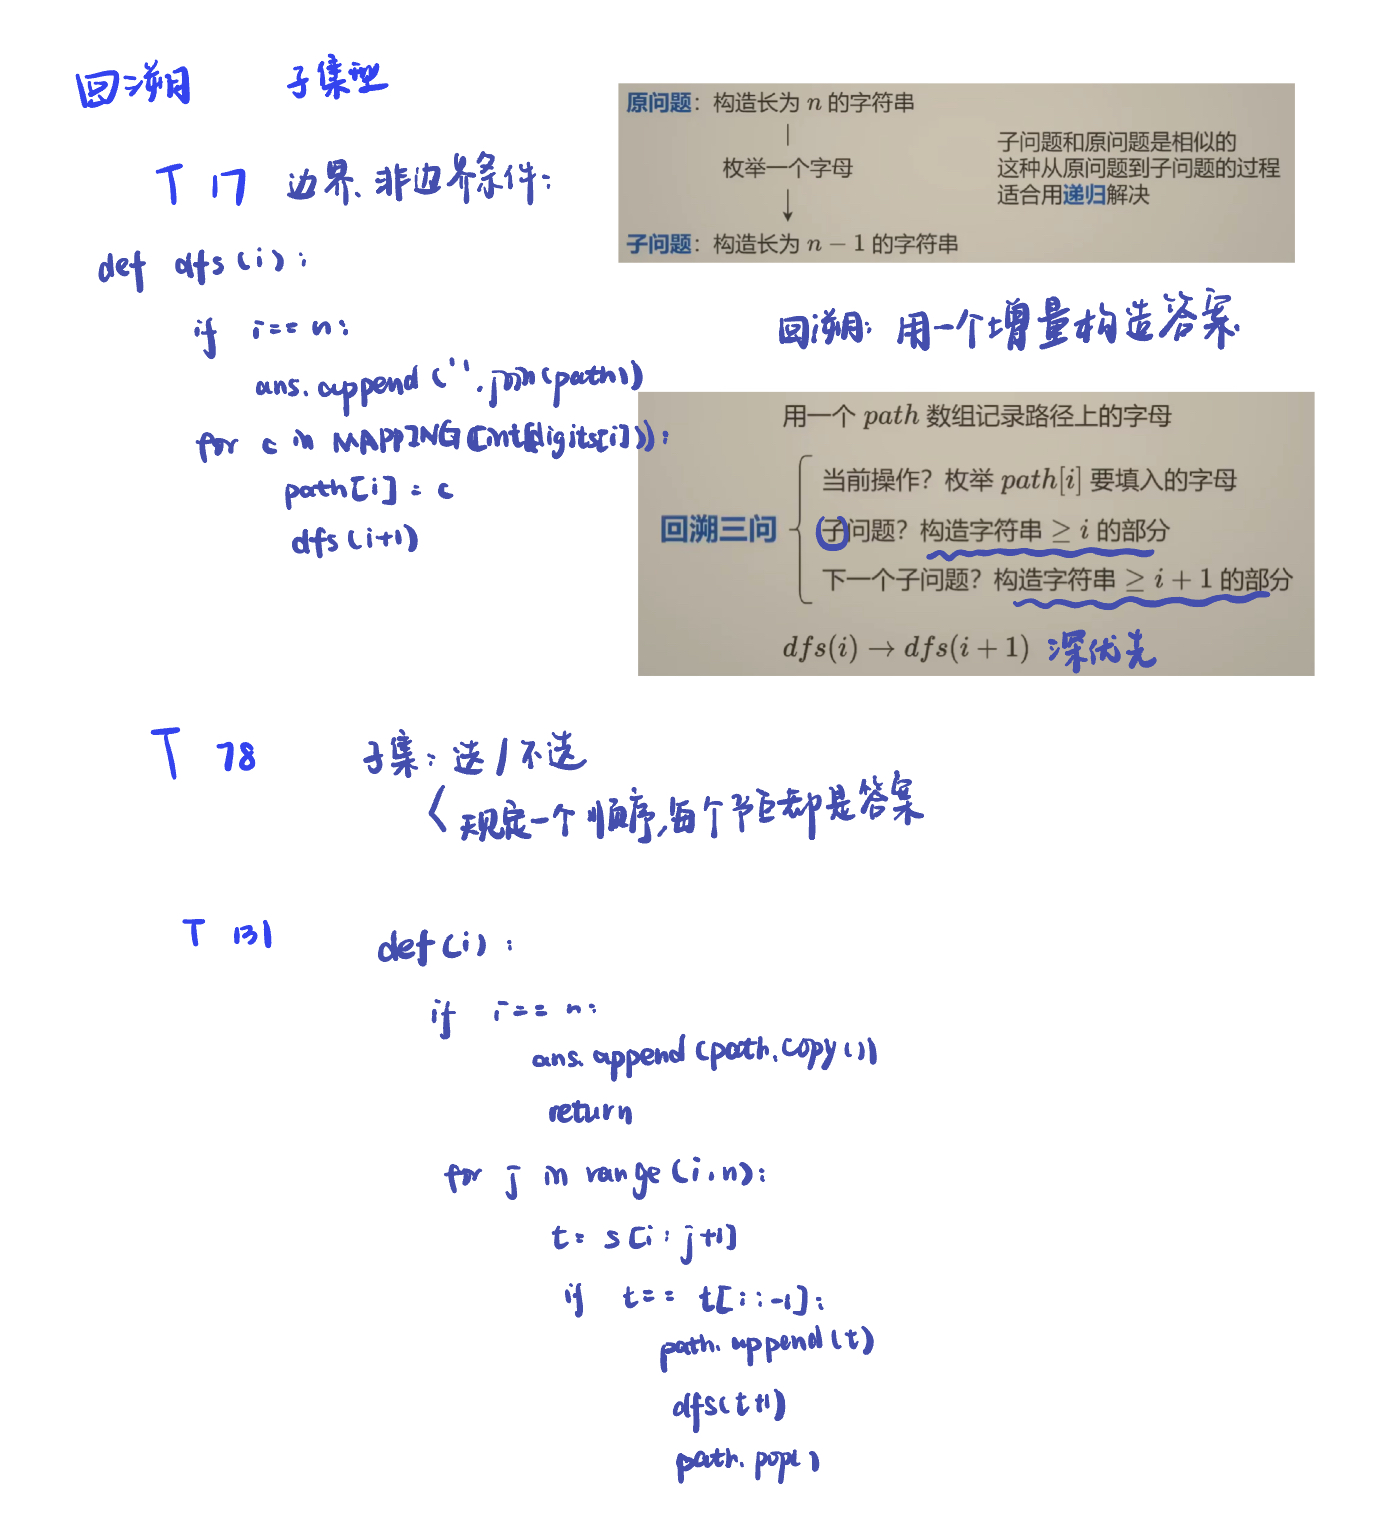 回溯 子集型
原问题：构造长为 n 的字符串
枚举一个字母
子问题：构造长为 n − 1 的字符串
子问题和原问题是相似的
这种从原问题到子问题的过程
适合用递归解决
T 17 边界、非边界条件：
def dfs(i):
if i == n:
ans.append(''.join(path))
for c in MAPPING[int(digits[i])]:
path[i] = c
dfs(i+1)
回溯：用一个增量构造答案.
用一个 path 数组记录路径上的字母
回溯三问
当前操作？枚举 path[i] 要填入的字母
子问题？构造字符串 ≥ i 的部分
下一个子问题？构造字符串 ≥ i + 1 的部分
dfs(i) → dfs(i + 1) 深优先
T 78 子集：选/不选
规定一个顺序,每个节点都是答案
T 131 def(i):
if i == n:
ans.append(path.copy())
return
for j in range(i,n):
t = s[i:j+1]
if t == t[::-1]:
path.append(t)
dfs(t+1)
path.pop()